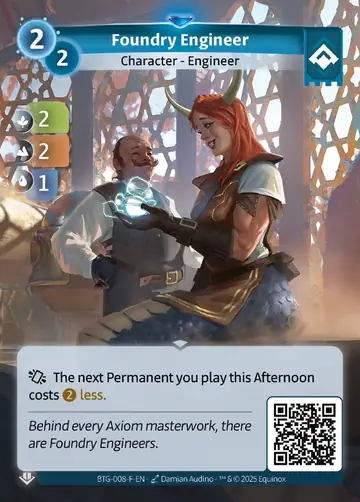 2
2
Foundry Engineer
Character - Engineer
2
2
1
The next Permanent you play this Afternoon
costs 2 less.
Behind every Axiom masterwork, there
are Foundry Engineers.
BTG-008-F-EN - Damian Audino - ™ & © 2025 Equinox